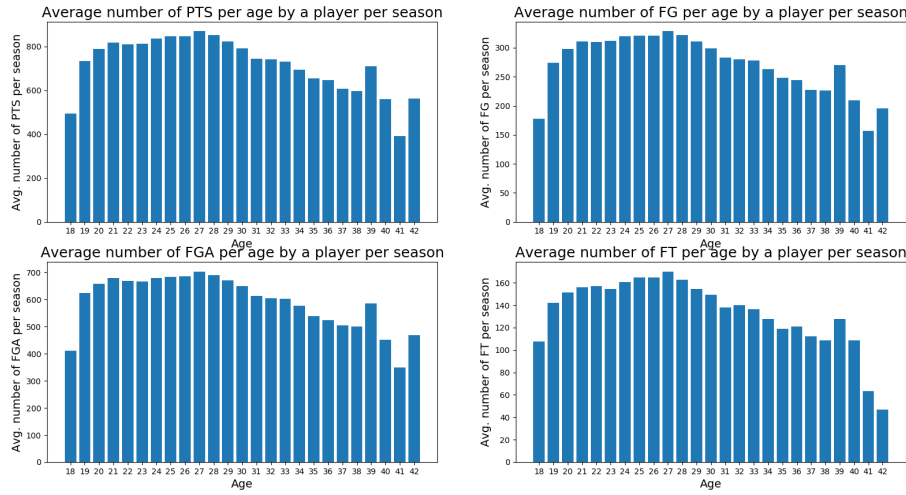 Average number of PTS per age by a player per season
Avg. number of PTS per season
800
600
400
200
0
18 19 20 21 22 23 24 25 26 27 28 29 30 31 32 33 34 35 36 37 38 39 40 41 42
Age
Average number of FG per age by a player per season
Avg. number of FG per season
300
250
200
150
100
50
0
18 19 20 21 22 23 24 25 26 27 28 29 30 31 32 33 34 35 36 37 38 39 40 41 42
Age
Average number of FGA per age by a player per season
Avg. number of FGA per season
700
600
500
400
300
200
100
0
18 19 20 21 22 23 24 25 26 27 28 29 30 31 32 33 34 35 36 37 38 39 40 41 42
Age
Average number of FT per age by a player per season
Avg. number of FT per season
160
140
120
100
80
60
40
20
0
18 19 20 21 22 23 24 25 26 27 28 29 30 31 32 33 34 35 36 37 38 39 40 41 42
Age